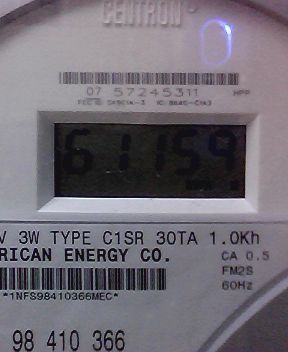 CENTRON
07 57245311 HPP
61159
V 3W TYPE C1SR 30TA 1.0Kh
RICAN ENERGY CO. CA 0.5
FM2S
*1NFS98410366MEC* 60Hz
98 410 366